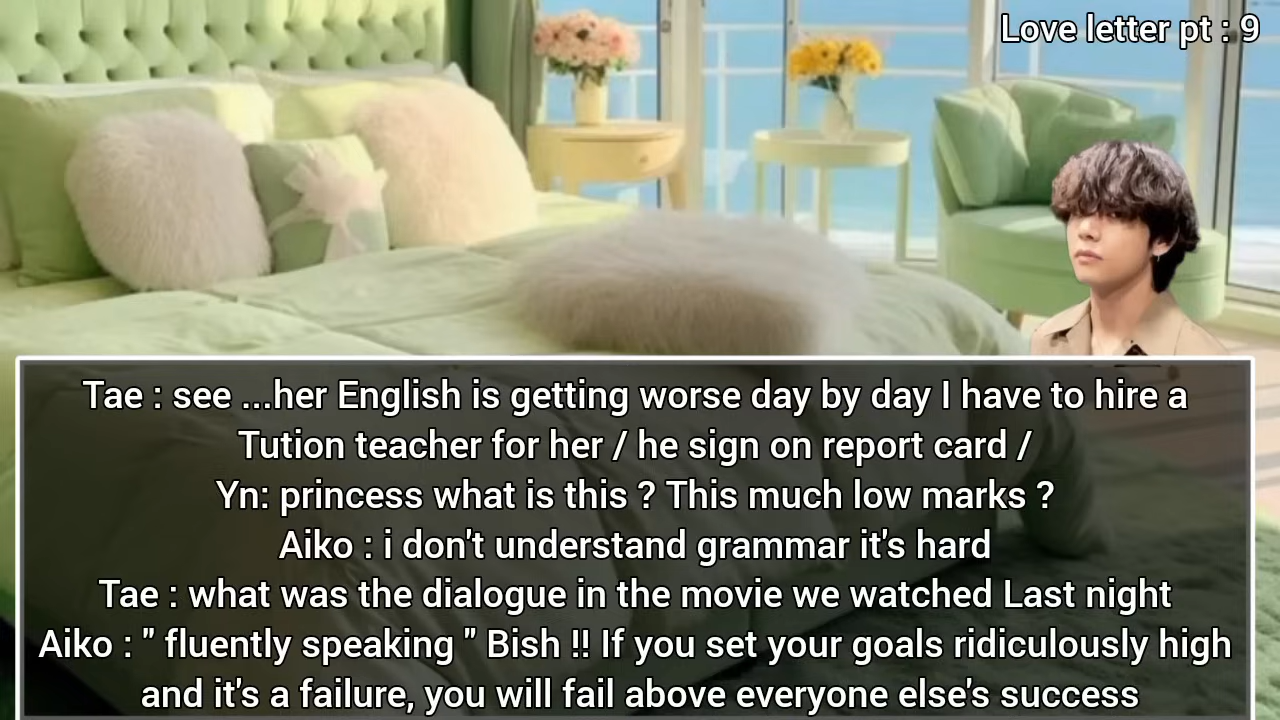 Love letter pt : 9
Tae : see ...her English is getting worse day by day I have to hire a
Tution teacher for her / he sign on report card /
Yn: princess what is this ? This much low marks ?
Aiko : i don't understand grammar it's hard
Tae : what was the dialogue in the movie we watched Last night
Aiko : " fluently speaking " Bish !! If you set your goals ridiculously high
and it's a failure, you will fail above everyone else's success